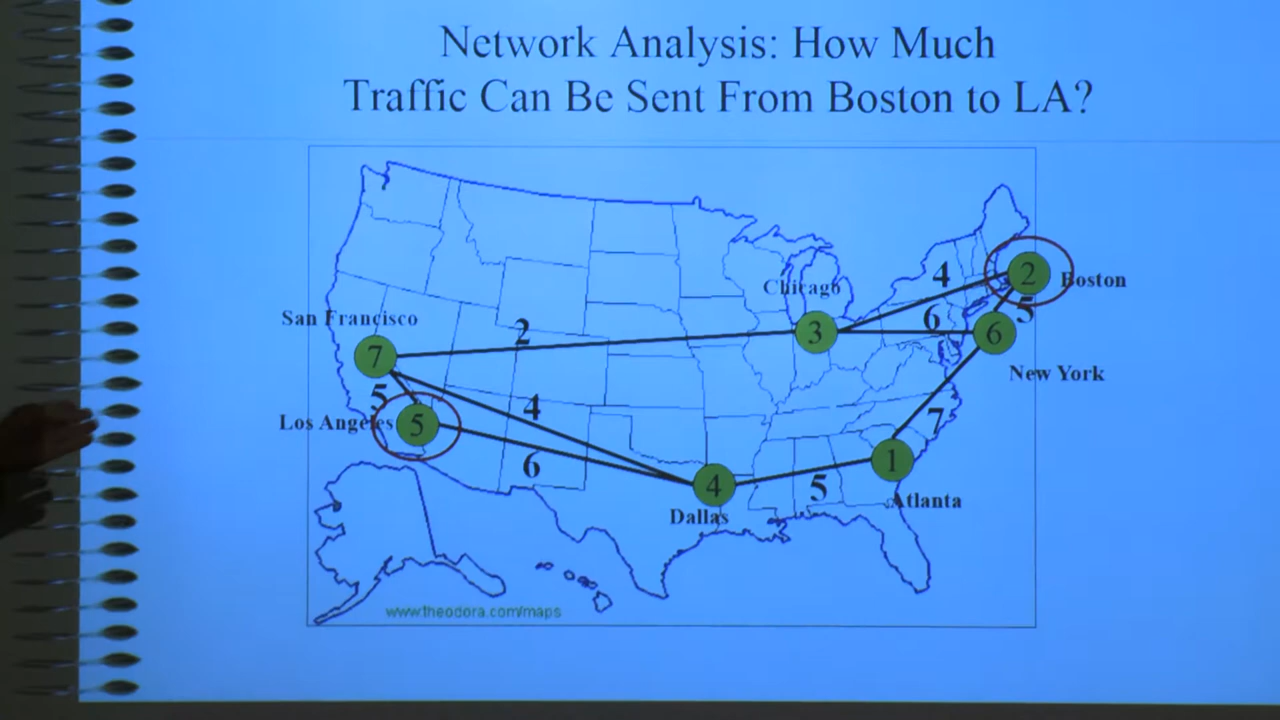 Network Analysis: How Much
Traffic Can Be Sent From Boston to LA?
4
2
Boston
Chicago
5
San Francisco
2
3
6
6
7
New York
5
4
Los Angeles
5
7
6
4
5
1
Dallas
Atlanta
www.theodora.com/maps